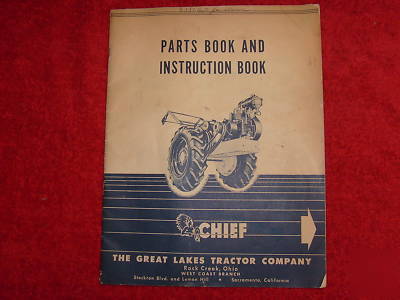 PARTS BOOK AND
INSTRUCTION BOOK
CHIEF
THE GREAT LAKES TRACTOR COMPANY
Rock Creek, Ohio
WEST COAST BRANCH
Stockton Blvd. and Lemon Hill • Sacramento, California